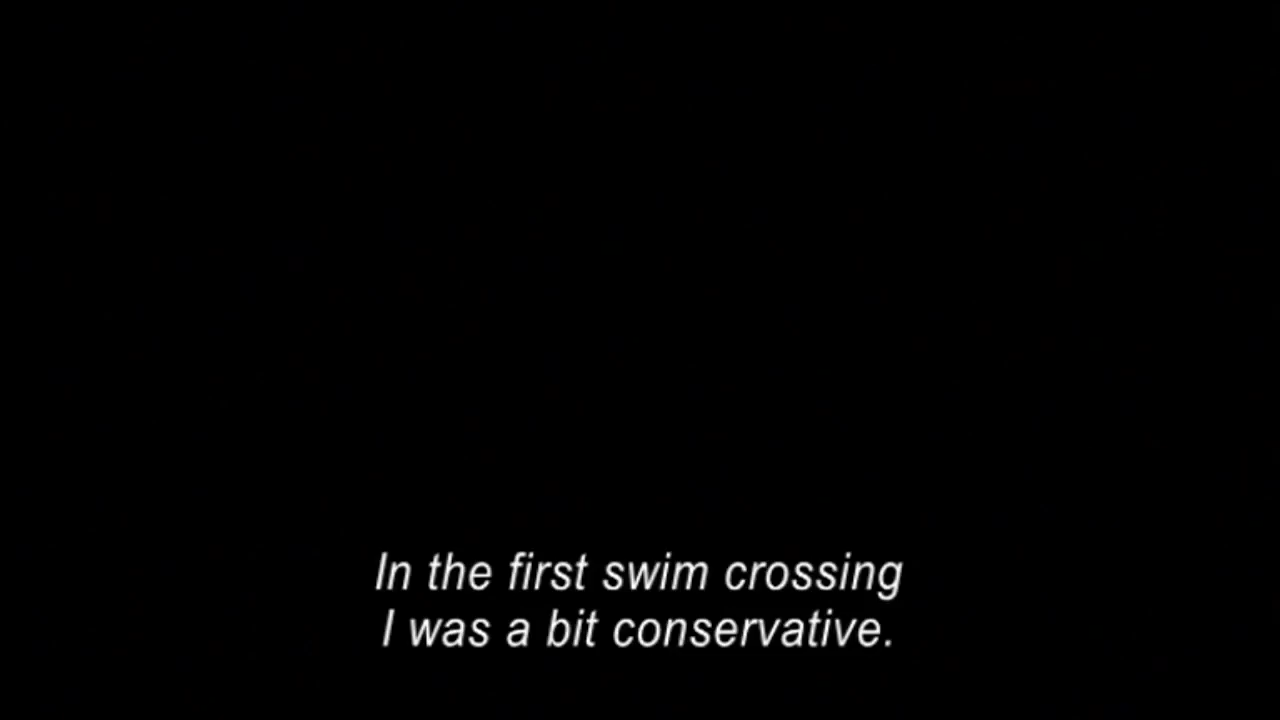 In the first swim crossing
I was a bit conservative.